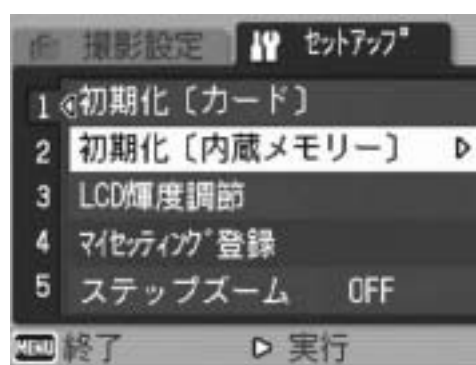 撮影設定 セットアップ
1 初期化〔カード〕
2 初期化〔内蔵メモリー〕
3 LCD輝度調節
4 マイセッティング登録
5 ステップズーム OFF
MENU 終了 実行